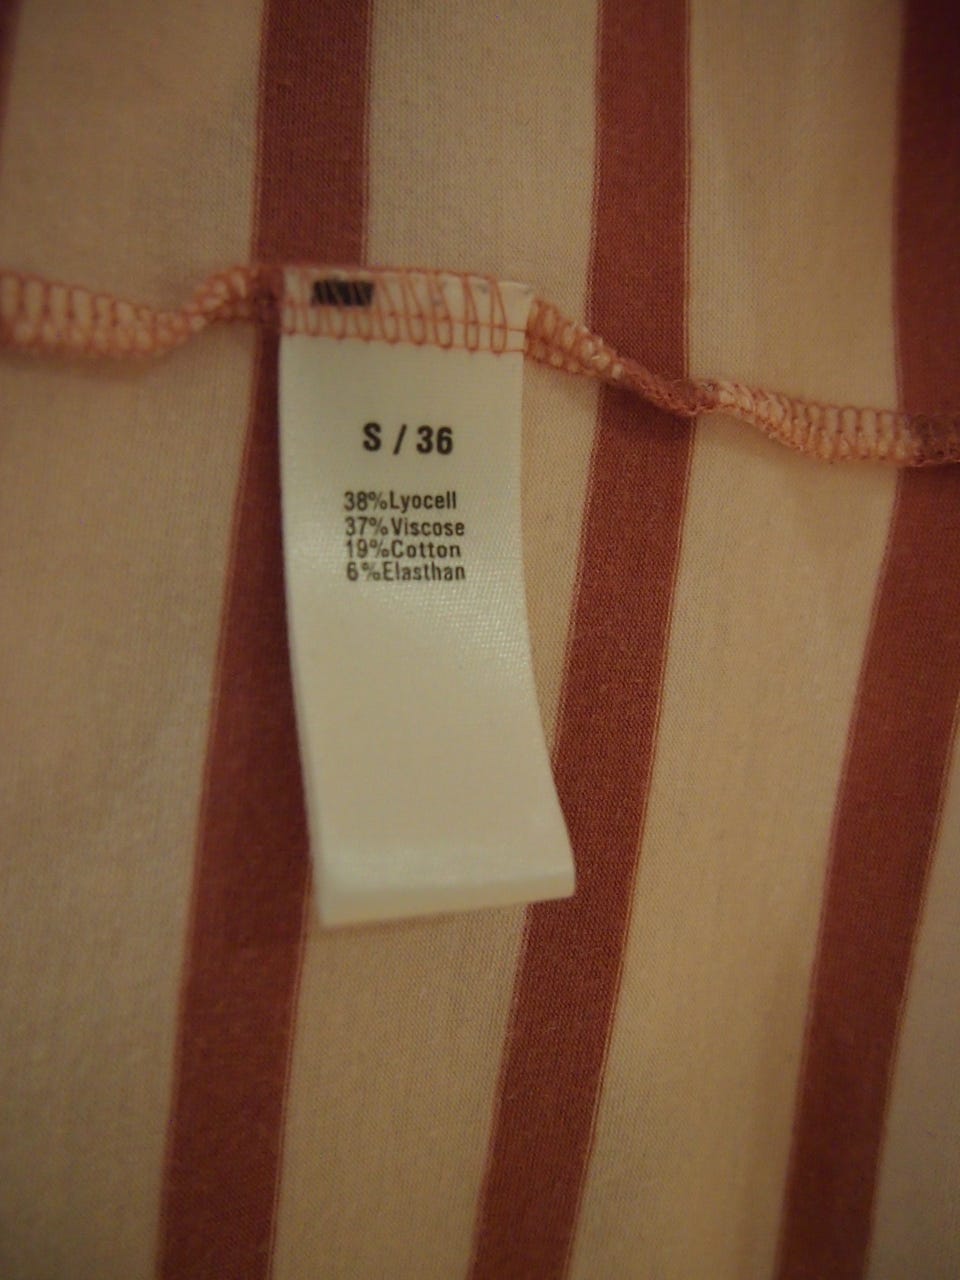 S / 36
38%Lyocell
37%Viscose
19%Cotton
6%Elasthan